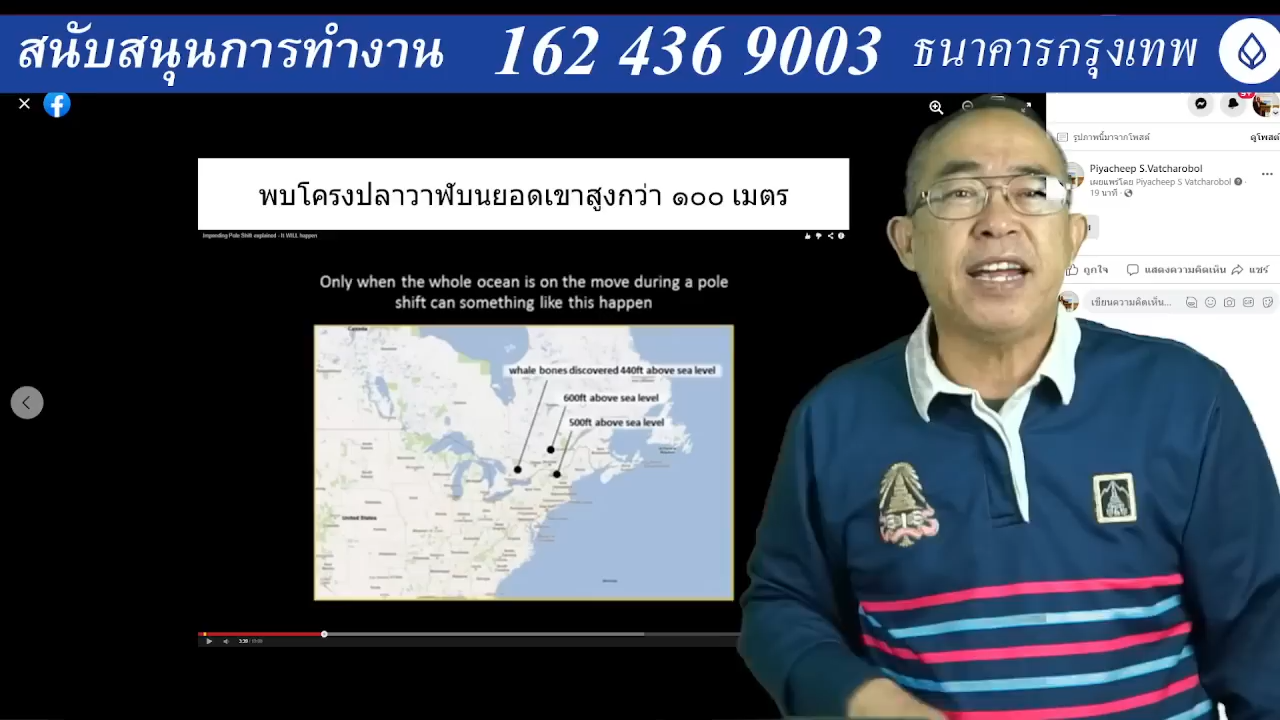 สนับสนุนการทำงาน 162 436 9003 ธนาคารกรุงเทพ
รูปภาพนี้มาจากโพสต์ ดูโพสต์
Piyacheep S.Vatcharobol
เผยแพร่โดย Piyacheep S Vatcharobol
19 นาที
พบโครงปลาวาฬบนยอดเขาสูงกว่า ๑๐๐ เมตร
Impending Pole Shift explained - It WILL happen
ถูกใจ แสดงความคิดเห็น แชร์
เขียนความคิดเห็น...
Only when the whole ocean is on the move during a pole
shift can something like this happen
Canada
whale bones discovered 440ft above sea level
600ft above sea level
500ft above sea level
United States